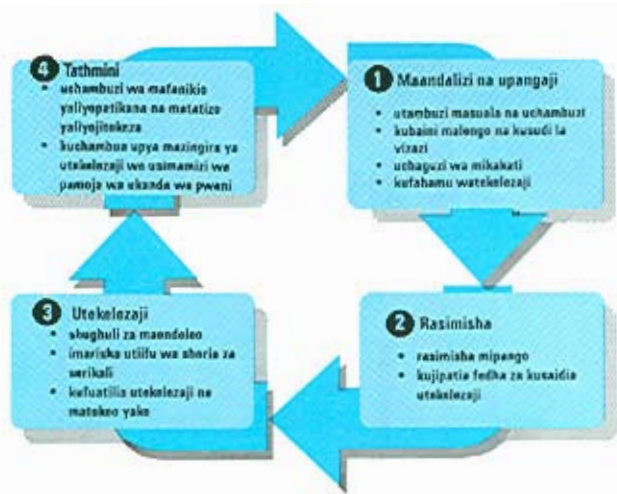 4 Tathmini
• uchambuzi wa mafanikio
yaliyopatikana na matatizo
yaliyojitokeza
• kuchambua upya mazingira ya
utekelezaji wa usimamizi wa
pamoja wa ukanda wa pwani
1 Maandalizi na upangaji
• utambuzi masuala na uchambuzi
• kubaini malengo na kusudi la
vizazi
• uchaguzi wa mikakati
• kufahamu watekelezaji
2 Rasimisha
• rasimisha mipango
• kujipatia fedha za kusaidia
utekelezaji
3 Utekelezaji
• shughuli za maendeleo
• imarisha utiifu wa sheria za
serikali
• kufuatilia utekelezaji na
matokeo yake